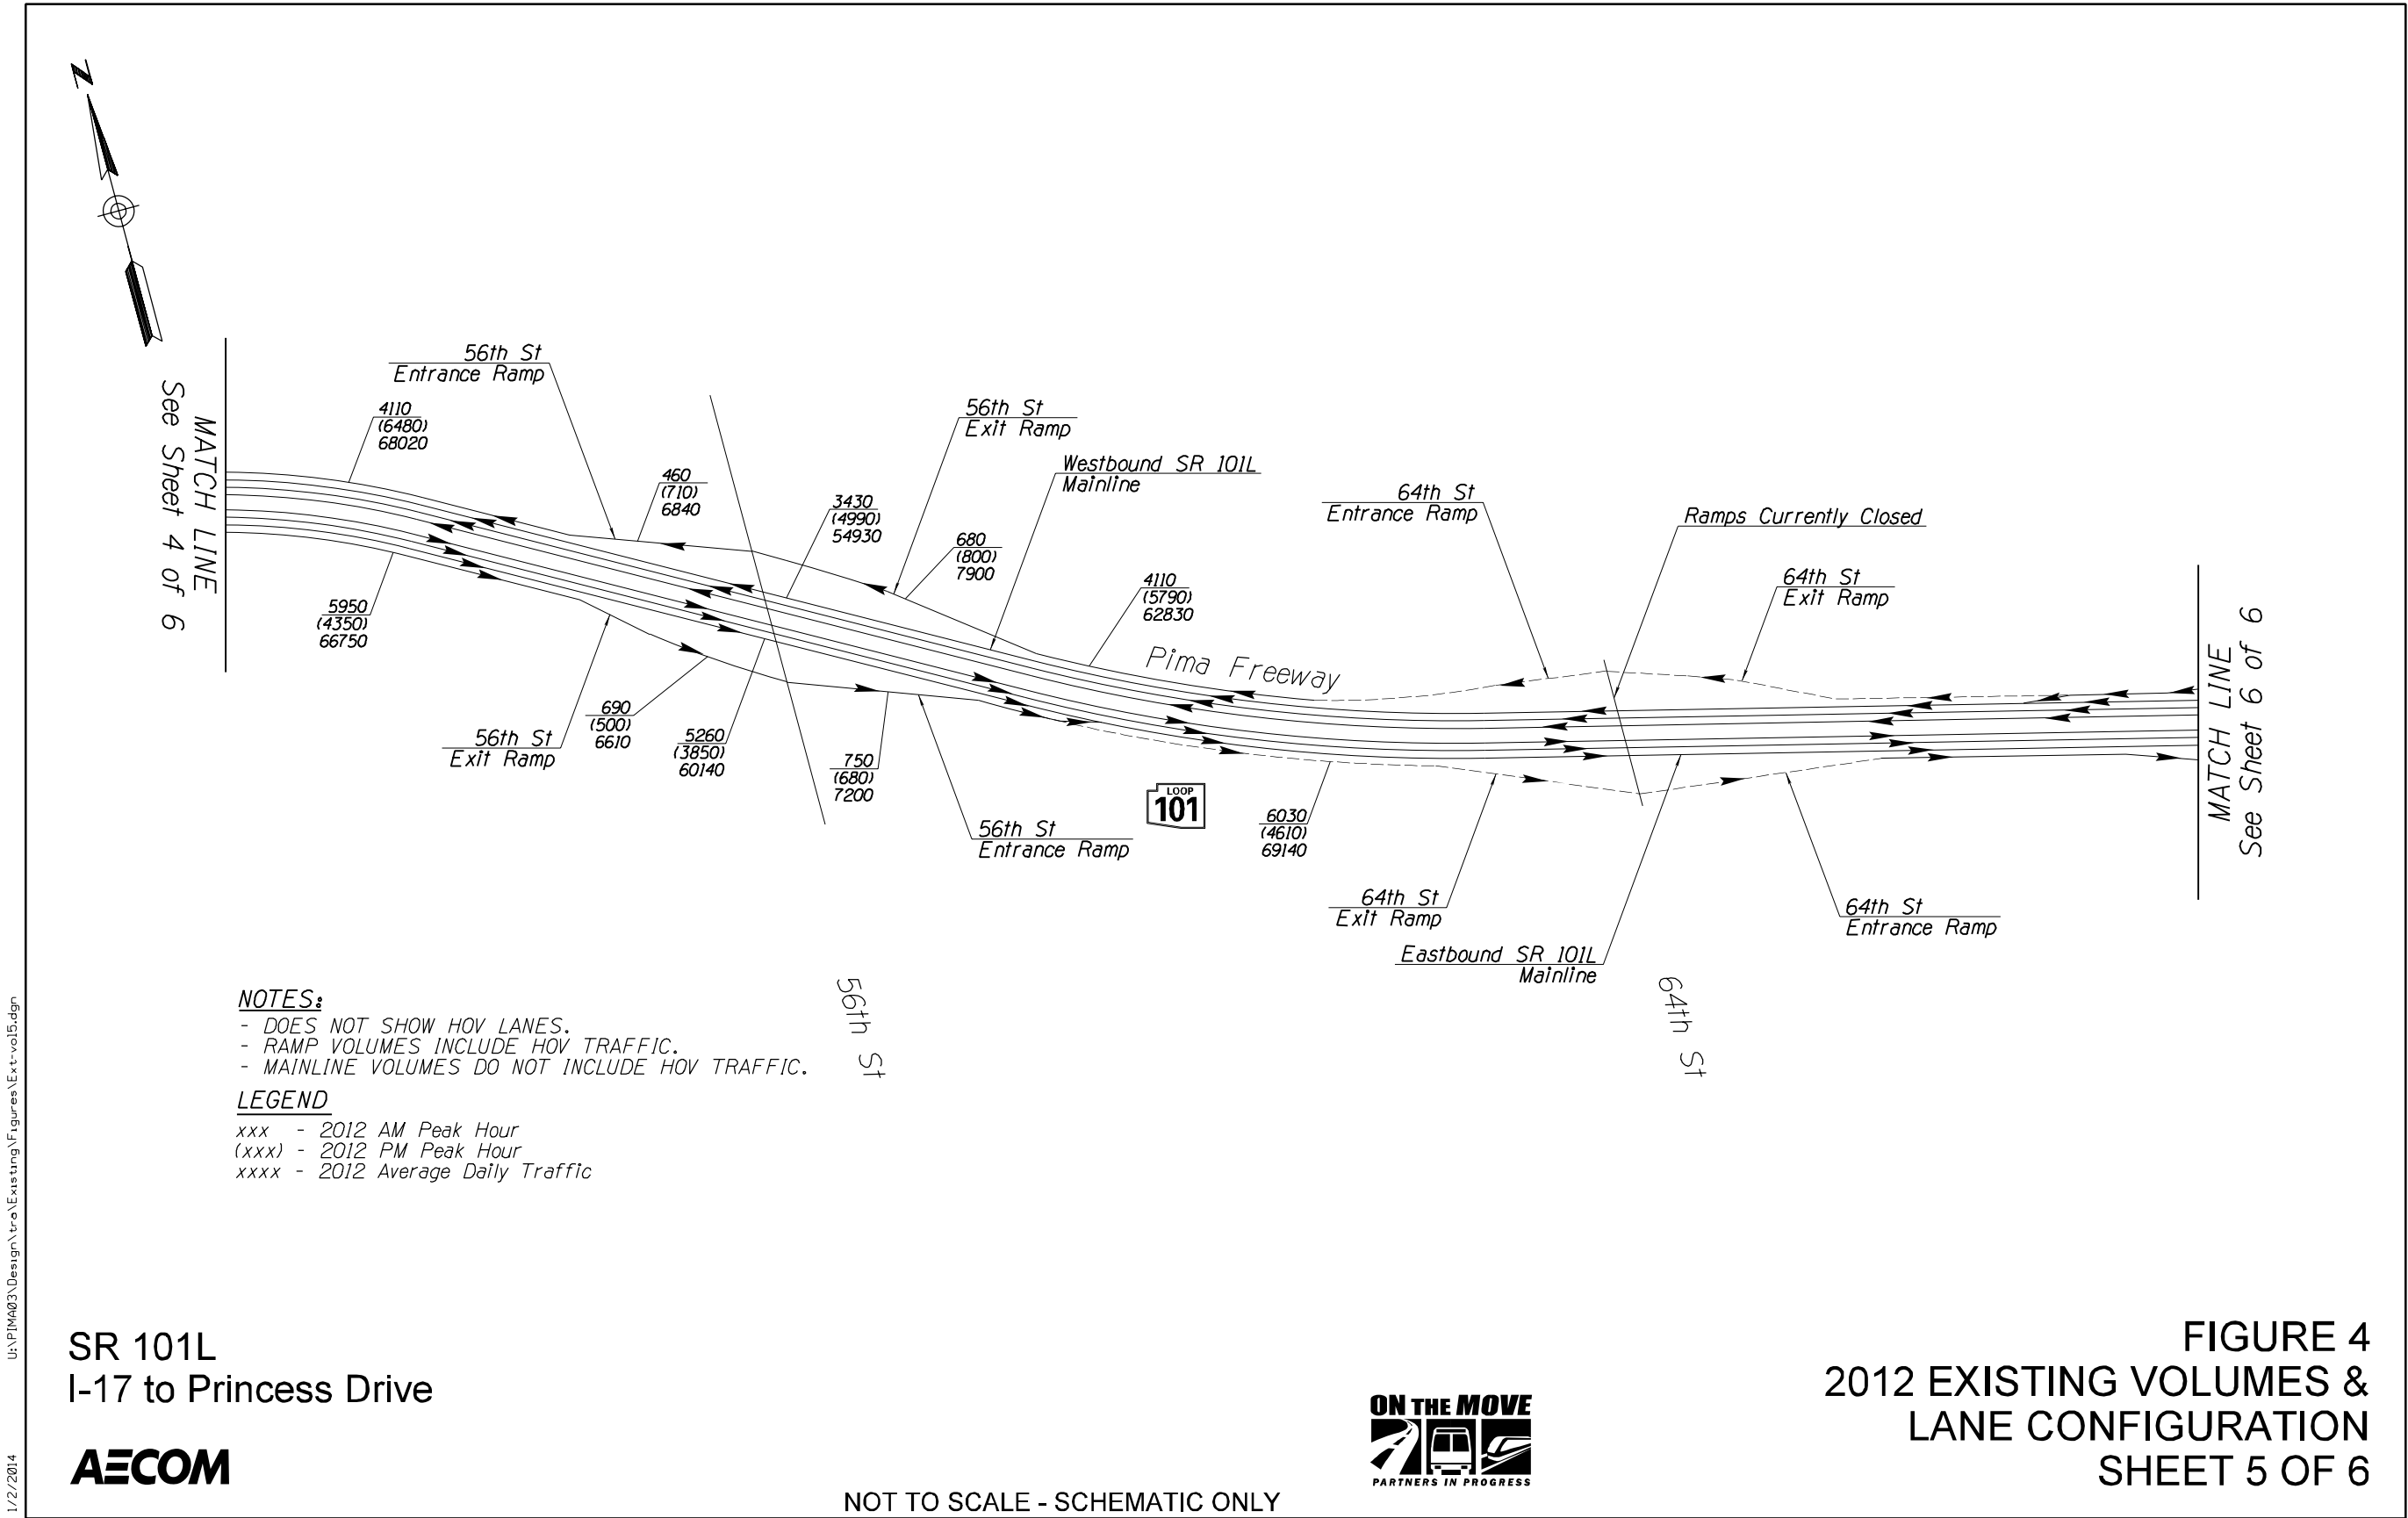 N
MATCH LINE
See Sheet 4 of 6
56th St
Entrance Ramp
4110
(6480)
68020
460
(710)
6840
3430
(4990)
54930
56th St
Exit Ramp
Westbound SR 101L
Mainline
680
(800)
7900
4110
(5790)
62830
Pima Freeway
64th St
Entrance Ramp
Ramps Currently Closed
64th St
Exit Ramp
MATCH LINE
See Sheet 6 of 6
5950
(4350)
66750
56th St
Exit Ramp
690
(500)
6610
5260
(3850)
60140
750
(680)
7200
56th St
Entrance Ramp
LOOP
101
6030
(4610)
69140
64th St
Exit Ramp
Eastbound SR 101L
Mainline
64th St
Entrance Ramp
56th St
64th St
NOTES:
- DOES NOT SHOW HOV LANES.
- RAMP VOLUMES INCLUDE HOV TRAFFIC.
- MAINLINE VOLUMES DO NOT INCLUDE HOV TRAFFIC.
LEGEND
xxx - 2012 AM Peak Hour
(xxx) - 2012 PM Peak Hour
xxxx - 2012 Average Daily Traffic
U:\PIMA03\Design\tra\Existing\Figures\Ext-vol5.dgn
1/2/2014
SR 101L
I-17 to Princess Drive
AECOM
NOT TO SCALE - SCHEMATIC ONLY
ON THE MOVE
PARTNERS IN PROGRESS
FIGURE 4
2012 EXISTING VOLUMES &
LANE CONFIGURATION
SHEET 5 OF 6